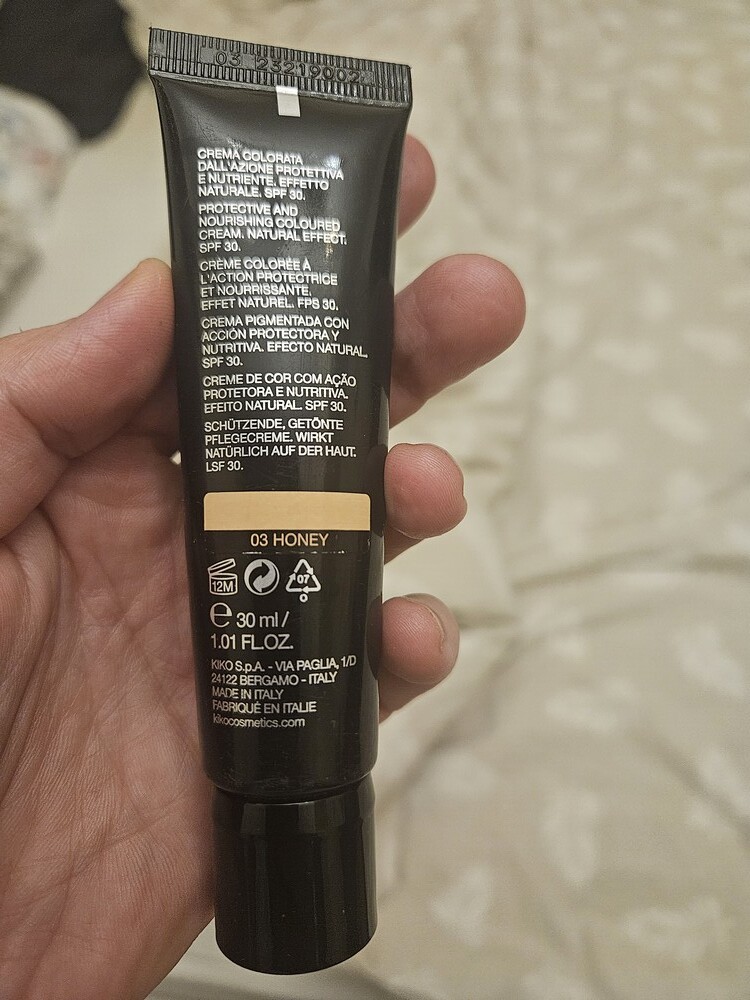 03 23219002
CREMA COLORATA
DALL'AZIONE PROTETTIVA
E NUTRIENTE. EFFETTO
NATURALE. SPF 30.
PROTECTIVE AND
NOURISHING COLOURED
CREAM. NATURAL EFFECT.
SPF 30.
CRÈME COLORÉE À
L'ACTION PROTECTRICE
ET NOURRISSANTE.
EFFET NATUREL. FPS 30.
CREMA PIGMENTADA CON
ACCIÓN PROTECTORA Y
NUTRITIVA. EFECTO NATURAL.
SPF 30.
CREME DE COR COM AÇÃO
PROTETORA E NUTRITIVA.
EFEITO NATURAL. SPF 30.
SCHÜTZENDE, GETÖNTE
PFLEGECREME. WIRKT
NATÜRLICH AUF DER HAUT.
LSF 30.
03 HONEY
12M
07
O
e 30 ml /
1.01 FL.OZ.
KIKO S.p.A. - VIA PAGLIA, 1/D
24122 BERGAMO - ITALY
MADE IN ITALY
FABRIQUÉ EN ITALIE
kikocosmetics.com